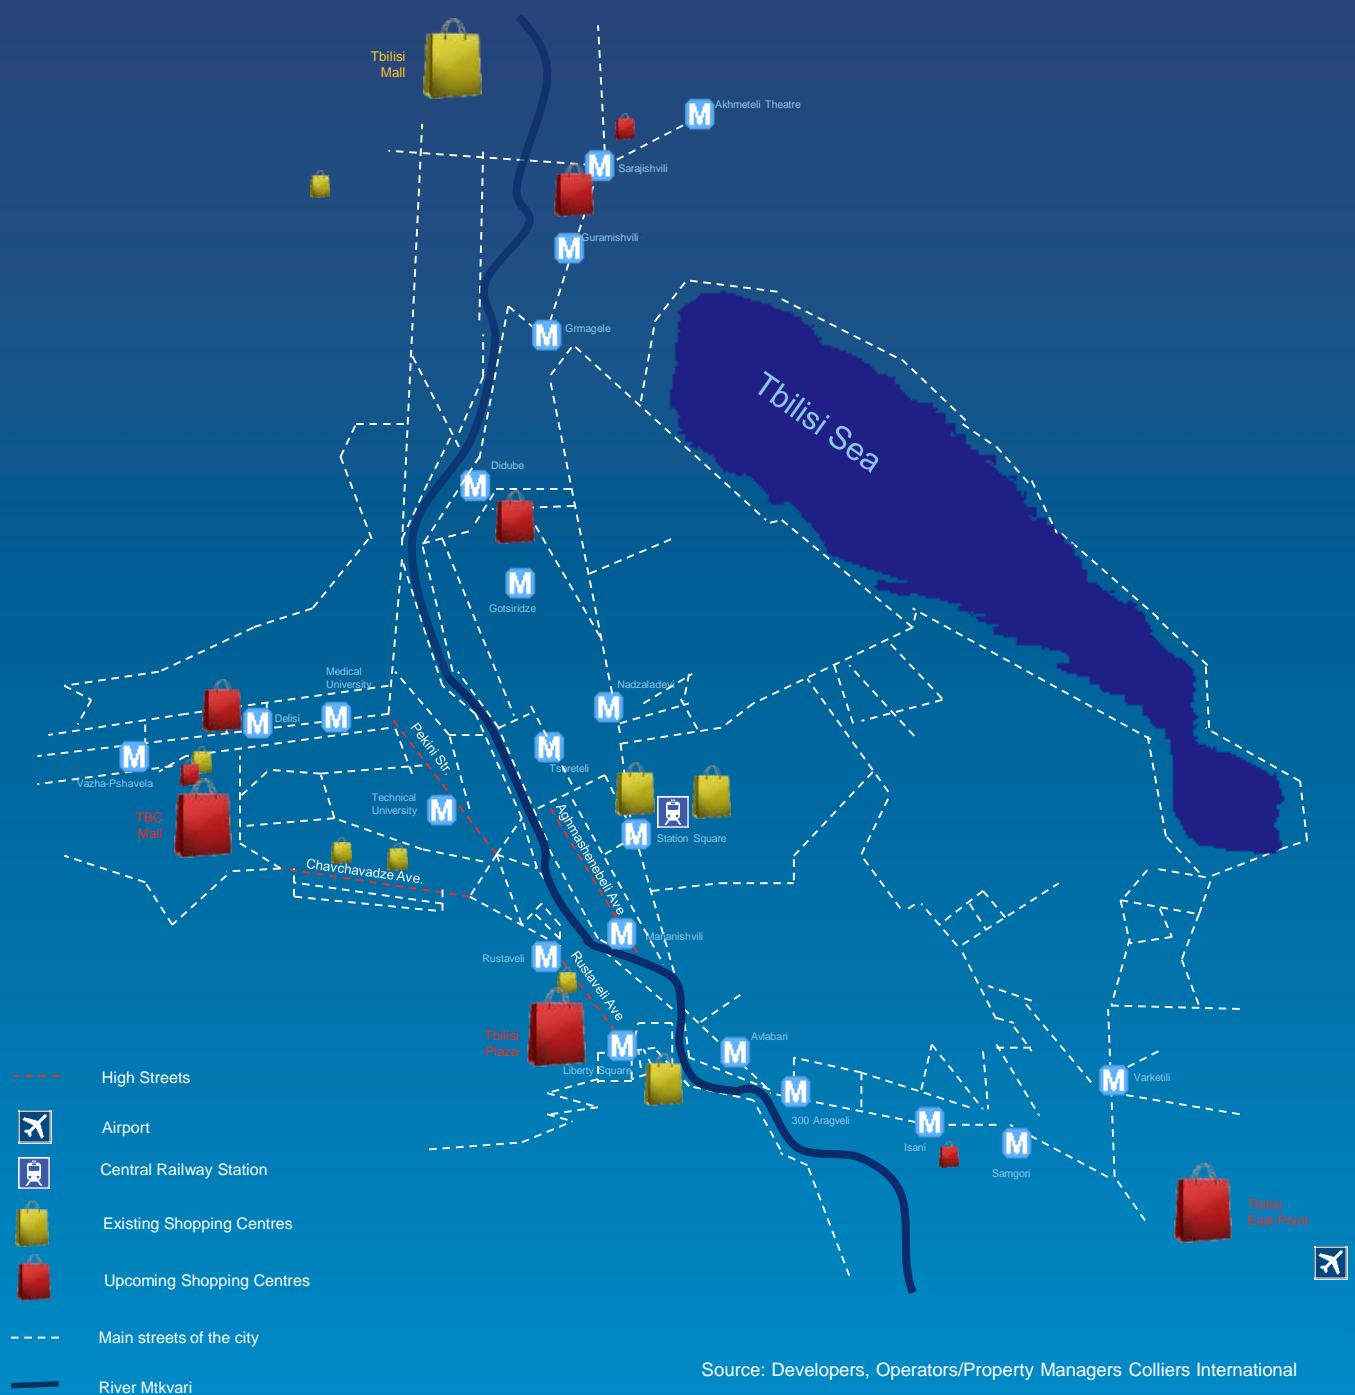 Tbilisi
Mall
M
Akhmeteli Theatre
M
Sarajishvili
M
Guramishvili
M
Grmagele
Tbilisi Sea
Didube
M
M
Gotsiridze
Medical
University
Nadzaladevi
M
M
Delisi
M
Pekini Str.
M
Vazha-Pshavela
M
Tsereteli
Technical
University
M
TBC
Mall
Aghmashenebeli Ave
M
Station Square
Chavchavadze Ave.
M
Marjanishvili
Rustaveli
M
Rustaveli Ave
Tbilisi
Plaza
M
Liberty Square
Avlabari
M
M
300 Aragveli
M
Varketili
M
Isani
M
Samgori
Tbilisi
East Point
High Streets
Airport
Central Railway Station
Existing Shopping Centres
Upcoming Shopping Centres
Main streets of the city
River Mtkvari
Source: Developers, Operators/Property Managers Colliers International